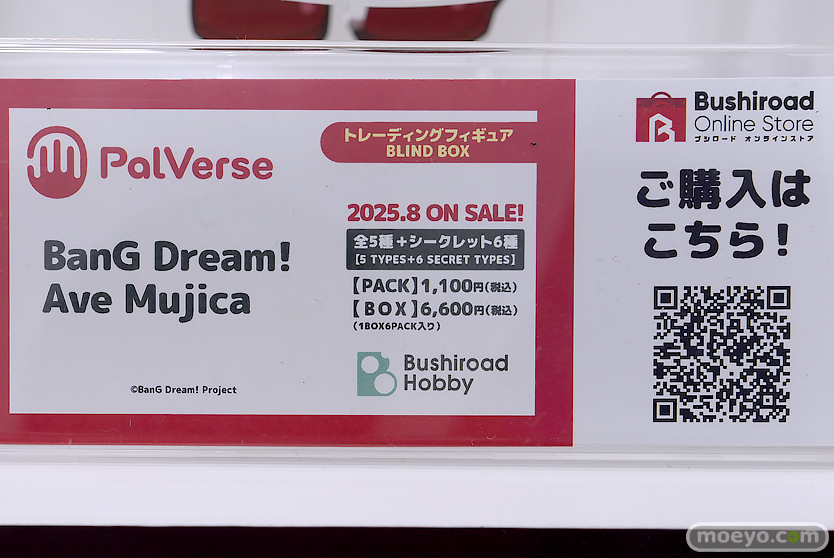 PalVerse
BanG Dream!
Ave Mujica
©BanG Dream! Project
トレーディングフィギュア
BLIND BOX
2025.8 ON SALE!
全5種+シークレット6種
[5 TYPES+6 SECRET TYPES]
【PACK】1,100円(税込)
【BOX】6,600円(税込)
(1BOX6PACK入り)
Bushiroad
Hobby
Bushiroad
Online Store
ブシロード オンラインストア
ご購入は
こちら!
moeyo.com